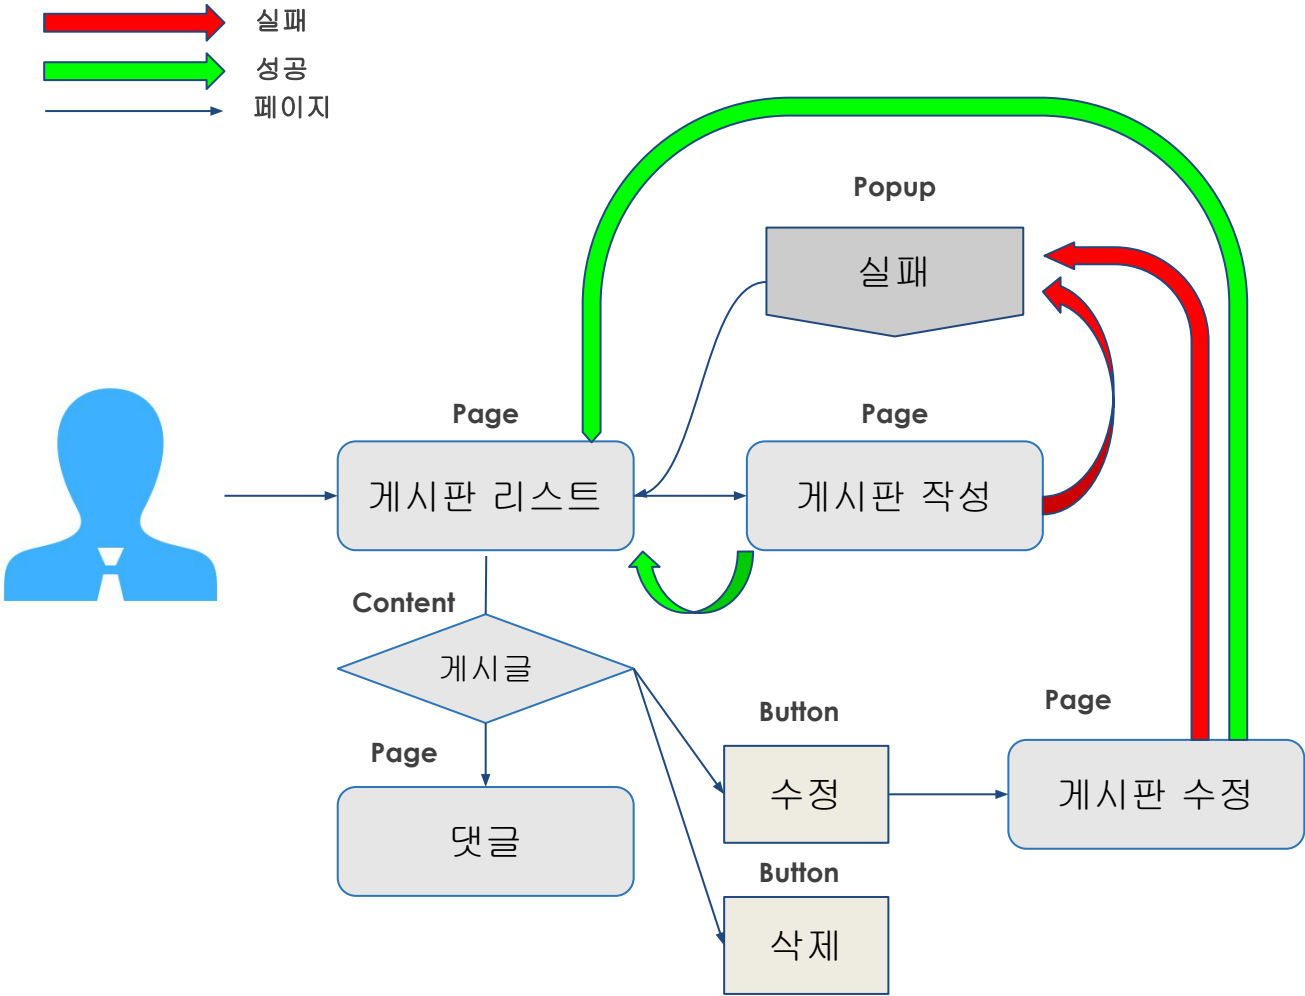 실패
성공
페이지
Popup
실패
Page
Page
게시판 리스트
게시판 작성
Content
게시글
Page
Button
Page
수정
게시판 수정
댓글
Button
삭제